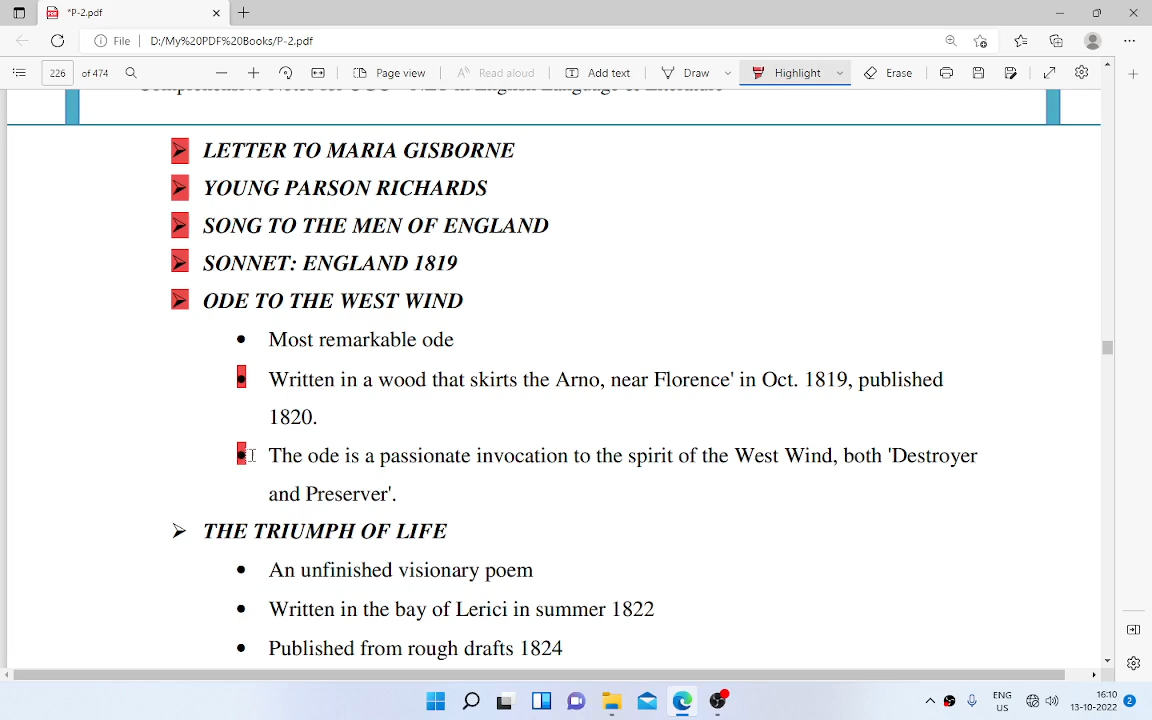 *P-2.pdf
File
D:/My%20PDF%20Books/P-2.pdf
226 of 474
Page view
Read aloud
Add text
Draw
Highlight
Erase
LETTER TO MARIA GISBORNE
YOUNG PARSON RICHARDS
SONG TO THE MEN OF ENGLAND
SONNET: ENGLAND 1819
ODE TO THE WEST WIND
Most remarkable ode
Written in a wood that skirts the Arno, near Florence' in Oct. 1819, published
1820.
The ode is a passionate invocation to the spirit of the West Wind, both 'Destroyer
and Preserver'.
THE TRIUMPH OF LIFE
An unfinished visionary poem
Written in the bay of Lerici in summer 1822
Published from rough drafts 1824
ENG
US
16:10
13-10-2022
2